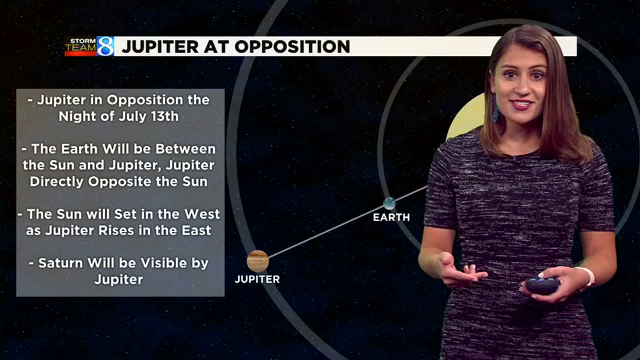 STORM
TEAM 8
JUPITER AT OPPOSITION
- Jupiter in Opposition the
Night of July 13th
- The Earth Will be Between
the Sun and Jupiter, Jupiter
Directly Opposite the Sun
- The Sun will Set in the West
as Jupiter Rises in the East
- Saturn Will be Visible by
Jupiter
EARTH
JUPITER